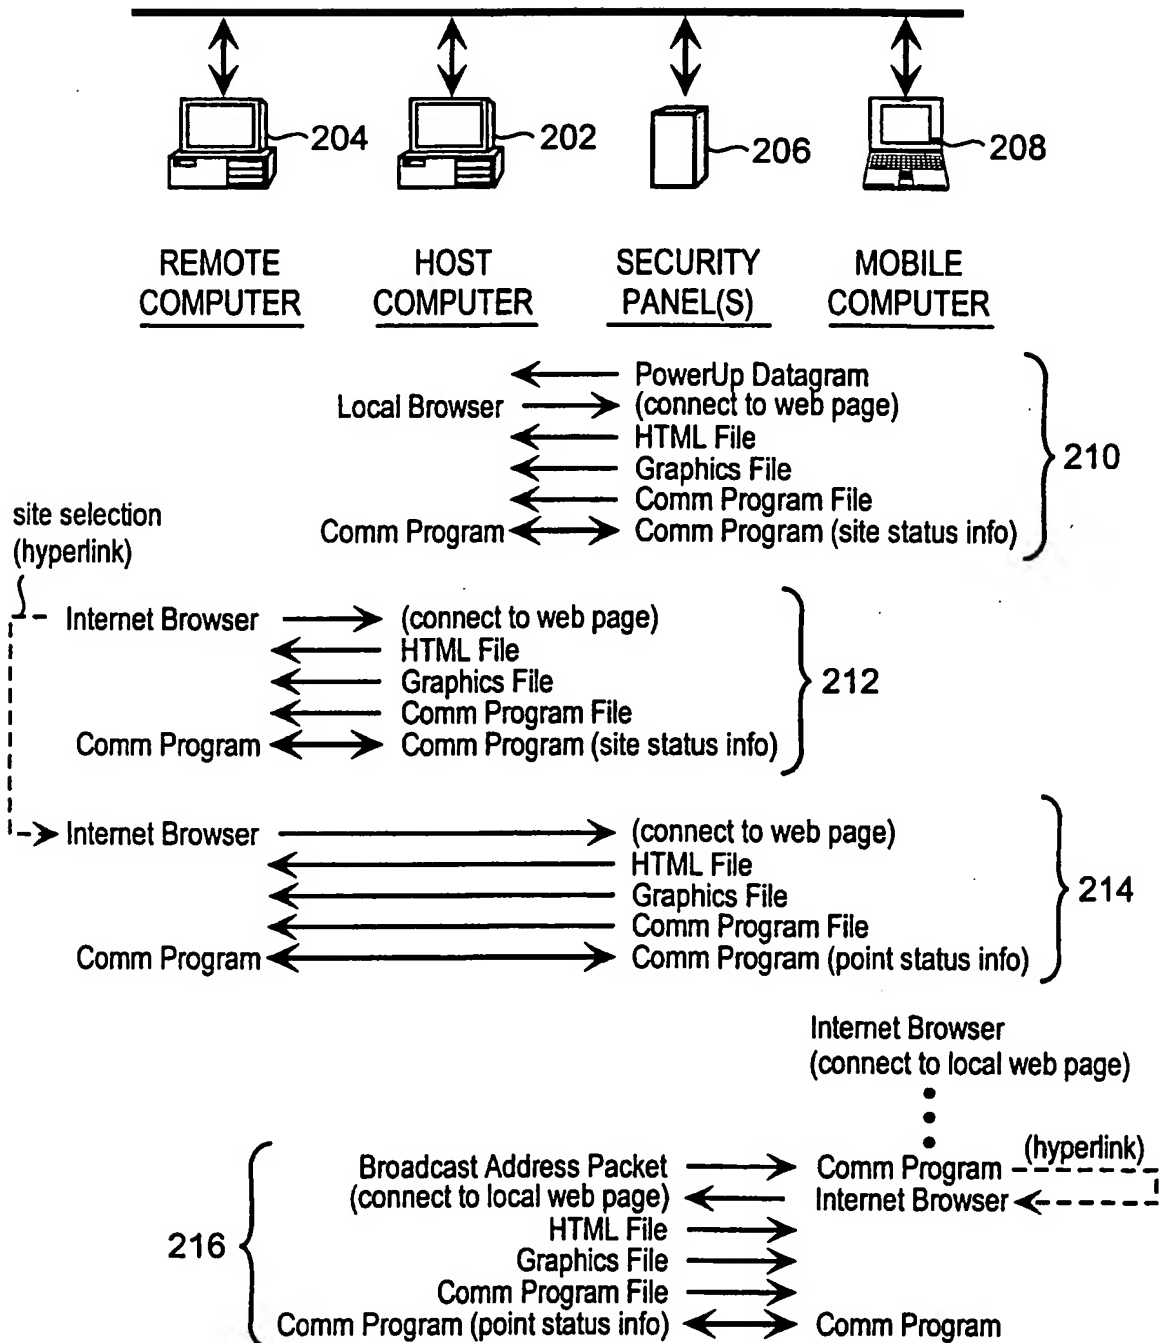 204
202
206
208
REMOTE COMPUTER
HOST COMPUTER
SECURITY PANEL(S)
MOBILE COMPUTER
PowerUp Datagram
Local Browser (connect to web page)
HTML File
Graphics File
Comm Program File
Comm Program Comm Program (site status info)
210
site selection
(hyperlink)
Internet Browser (connect to web page)
HTML File
Graphics File
Comm Program File
Comm Program Comm Program (site status info)
212
Internet Browser (connect to web page)
HTML File
Graphics File
Comm Program File
Comm Program Comm Program (point status info)
214
Internet Browser
(connect to local web page)
Broadcast Address Packet Comm Program (hyperlink)
(connect to local web page) Internet Browser
HTML File
Graphics File
Comm Program File
Comm Program (point status info) Comm Program
216